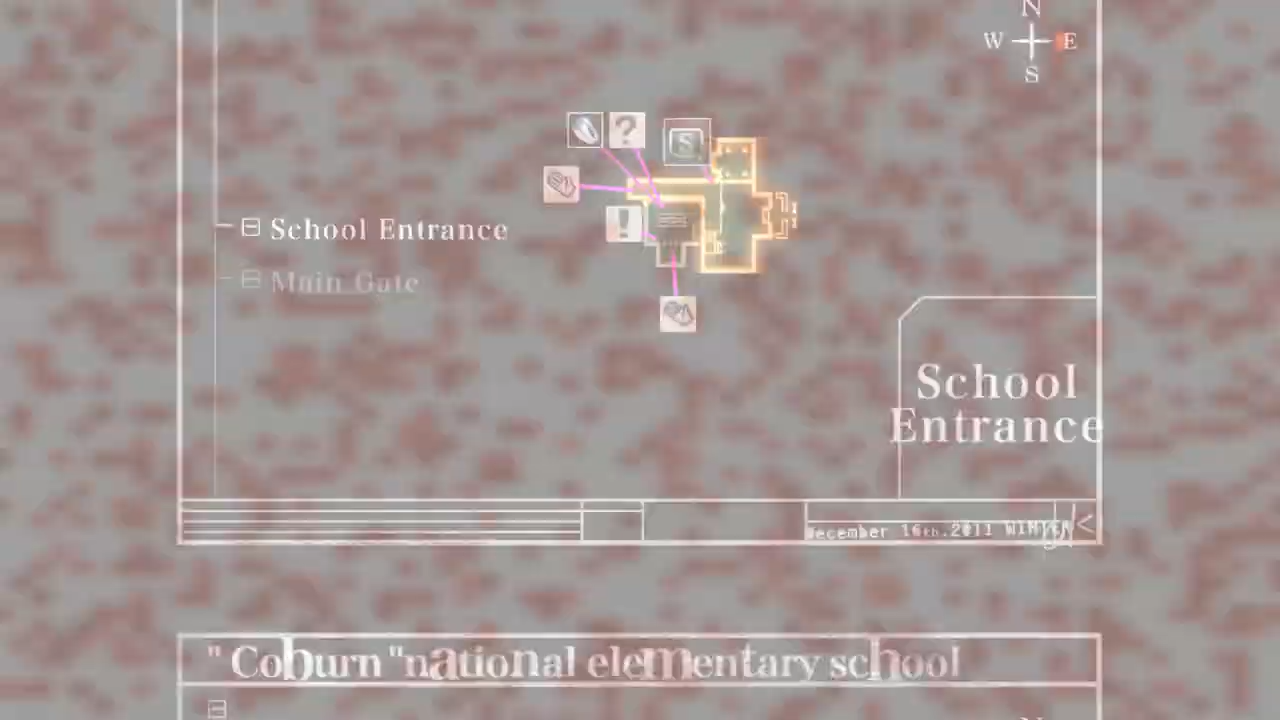 N
W E
S
?
S
!
School Entrance
Main Gate
School
Entrance
December 16th.2011 WINTER
"Coburn"national elementary school